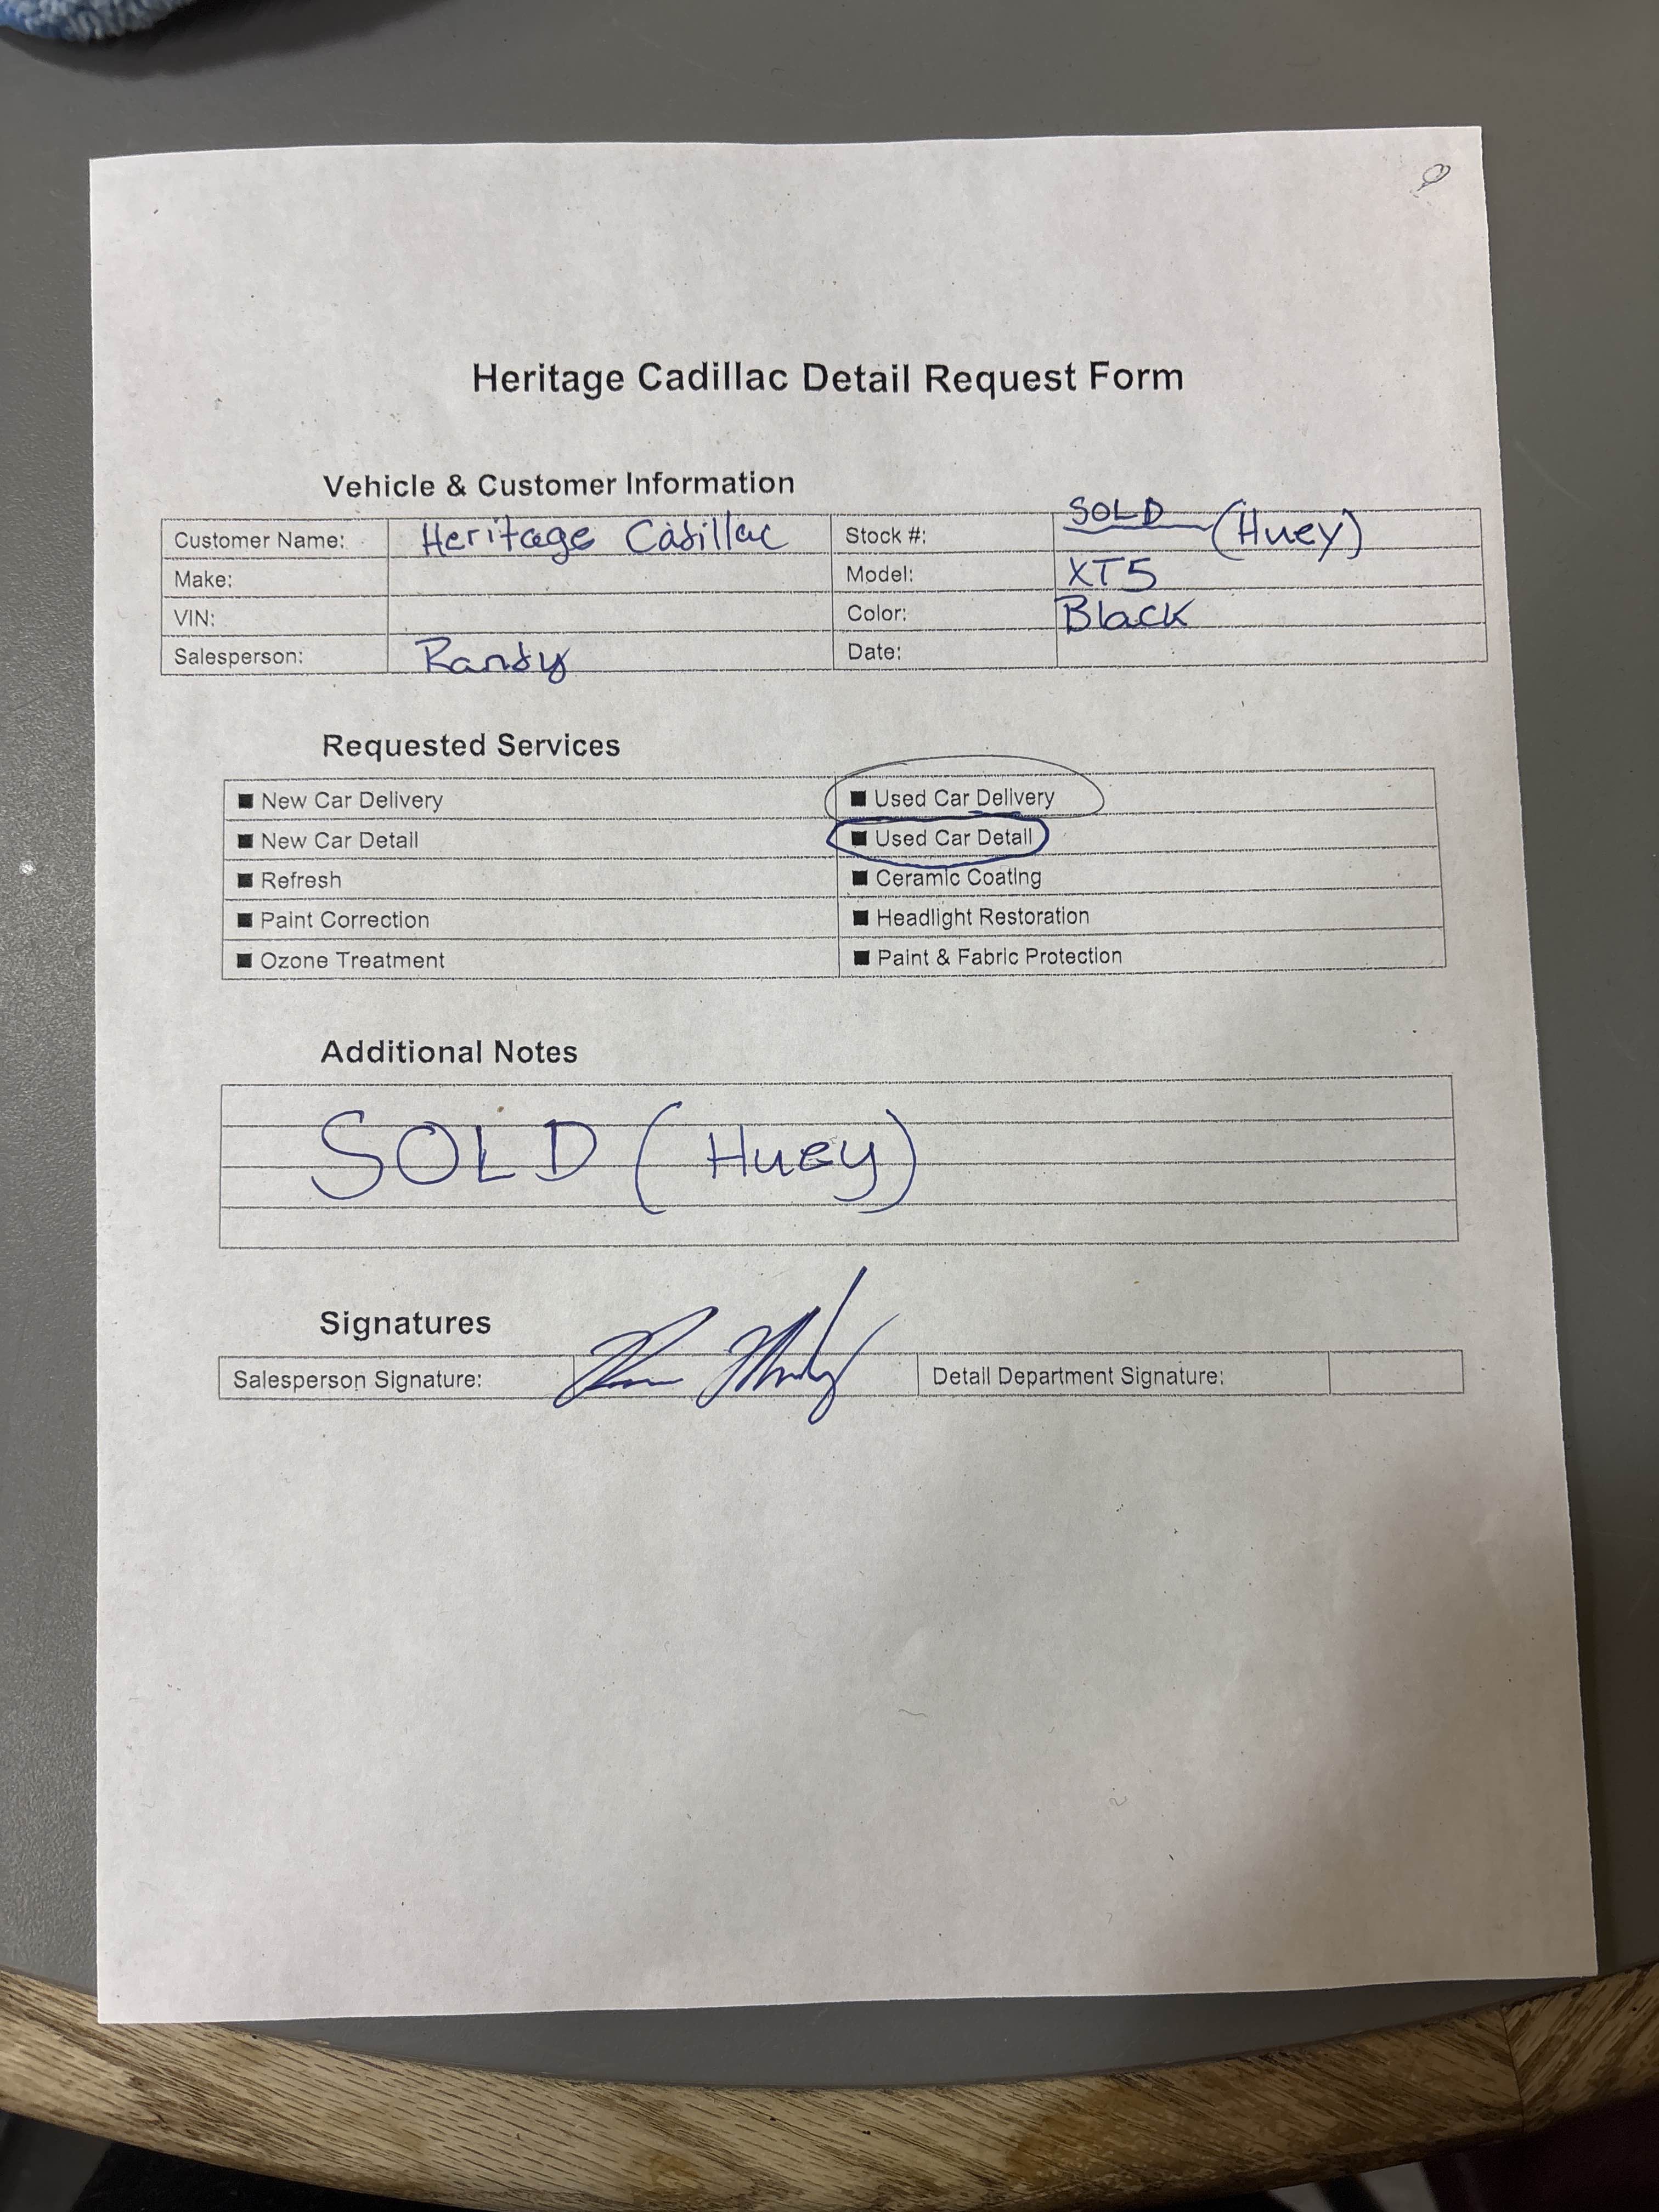 Heritage Cadillac Detail Request Form
Vehicle & Customer Information
Customer Name: Heritage Cadillac Stock #: SOLD (Huey)
Make: Model: XT5
VIN: Color: Black
Salesperson: Randy Date:
Requested Services
■ New Car Delivery ■ Used Car Delivery
■ New Car Detail ■ Used Car Detail
■ Refresh ■ Ceramic Coating
■ Paint Correction ■ Headlight Restoration
■ Ozone Treatment ■ Paint & Fabric Protection
Additional Notes
SOLD (Huey)
Signatures
Salesperson Signature: Detail Department Signature: